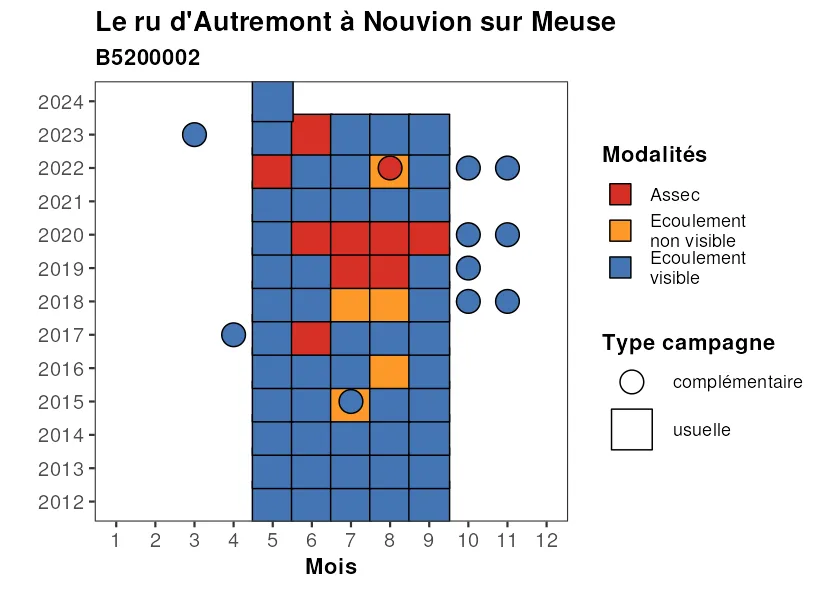 Le ru d'Autremont à Nouvion sur Meuse
B5200002
2024
2023
2022
2021
2020
2019
2018
2017
2016
2015
2014
2013
2012
1 2 3 4 5 6 7 8 9 10 11 12
Mois
Modalités
Assec
Ecoulement
non visible
Ecoulement
visible
Type campagne
complémentaire
usuelle